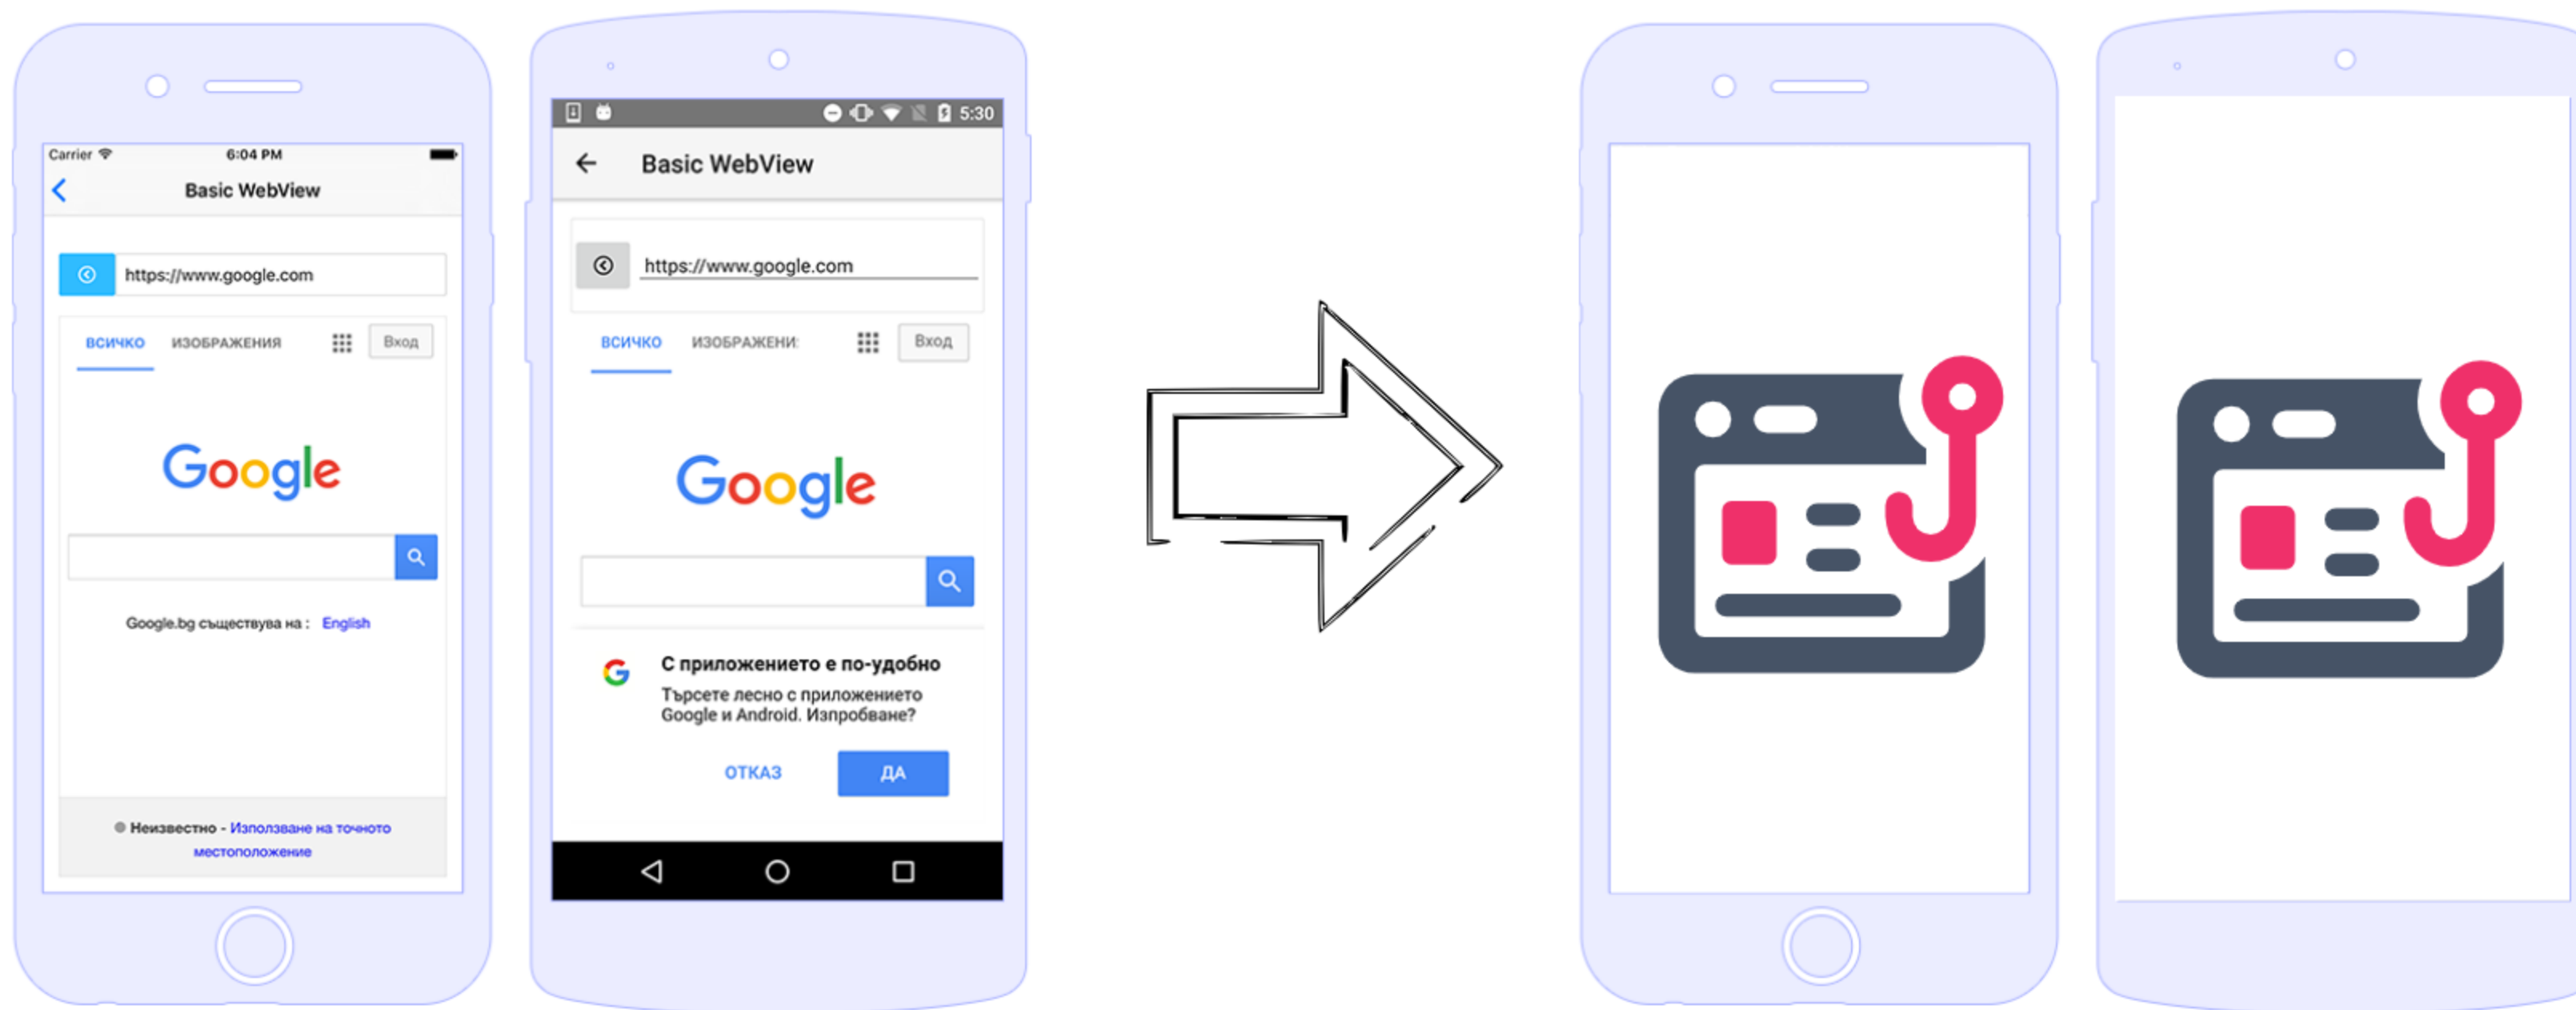 Carrier
6:04 PM
Basic WebView
https://www.google.com
ВСИЧКО ИЗОБРАЖЕНИЯ Вход
Google
Google.bg съществува на : English
Неизвестно - Използване на точното
местоположение
5:30
Basic WebView
https://www.google.com
ВСИЧКО ИЗОБРАЖЕНИ Вход
Google
G
С приложението е по-удобно
Търсете лесно с приложението
Google и Android. Изпробване?
ОТКАЗ ДА